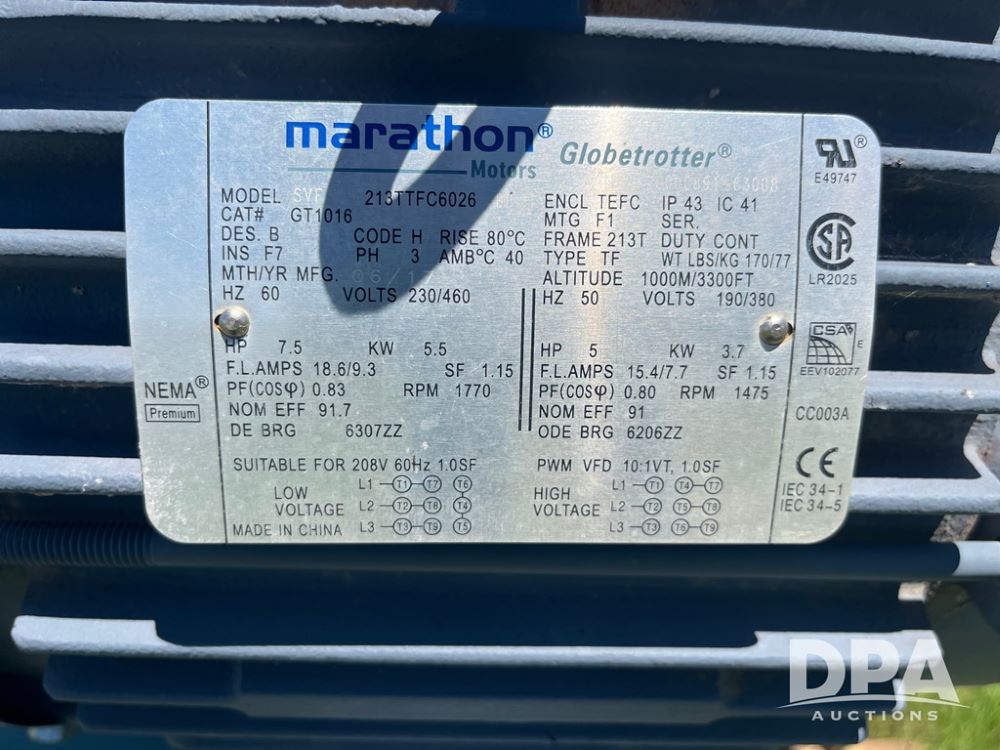 marathon®
Motors
Globetrotter®
MODEL SYF 213TTFC6026
CAT# GT1016
DES. B CODE H RISE 80°C
INS F7 PH 3 AMB°C 40
MTH/YR MFG.
HZ 60 VOLTS 230/460
HP 7.5 KW 5.5
F.L.AMPS 18.6/9.3 SF 1.15
PF(COSφ) 0.83 RPM 1770
NOM EFF 91.7
DE BRG 6307ZZ
SUITABLE FOR 208V 60Hz 1.0SF
LOW VOLTAGE
L1 T1 T7 T6
L2 T2 T8 T4
L3 T3 T9 T5
MADE IN CHINA
ENCL TEFC IP 43 IC 41
MTG F1 SER.
FRAME 213T DUTY CONT
TYPE TF WT LBS/KG 170/77
ALTITUDE 1000M/3300FT
HZ 50 VOLTS 190/380
HP 5 KW 3.7
F.L.AMPS 15.4/7.7 SF 1.15
PF(COSφ) 0.80 RPM 1475
NOM EFF 91
ODE BRG 6206ZZ
PWM VFD 10:1VT, 1.0SF
HIGH VOLTAGE
L1 T1 T4 T7
L2 T2 T5 T8
L3 T3 T6 T9
NEMA®
Premium
®
E49747
SA
LR2025
CSA E
EEV102077
CC003A
CE
IEC 34-1
IEC 34-5
DPA
AUCTIONS